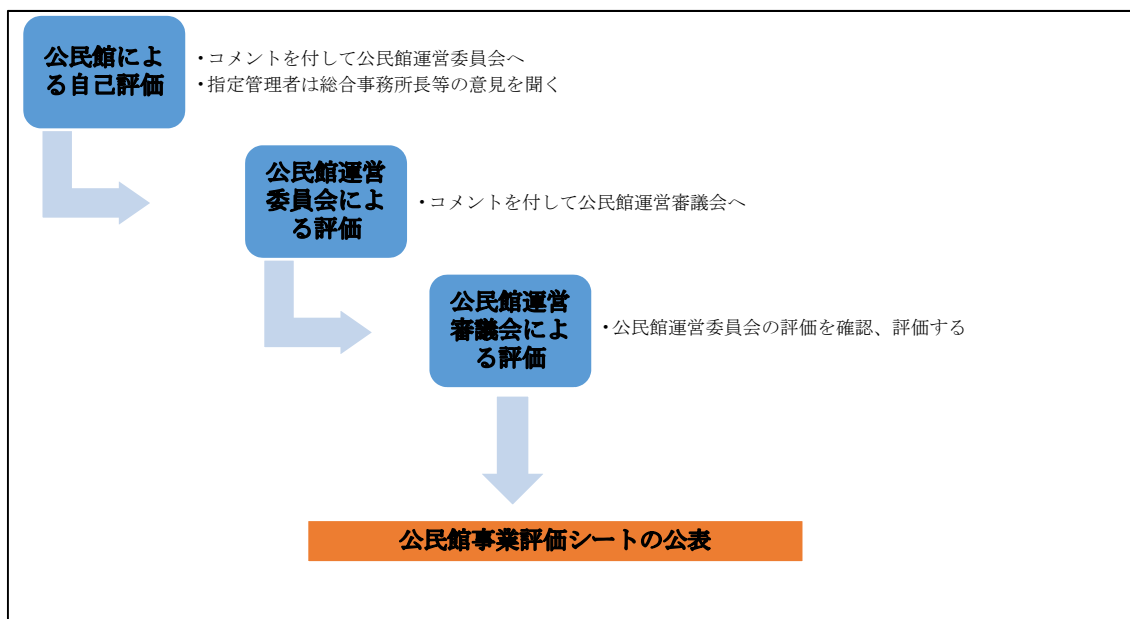 公民館によ
る自己評価
・コメントを付して公民館運営委員会へ
・指定管理者は総合事務所長等の意見を聞く
公民館運営
委員会によ
る評価
・コメントを付して公民館運営審議会へ
公民館運営
審議会によ
る評価
・公民館運営委員会の評価を確認、評価する
公民館事業評価シートの公表